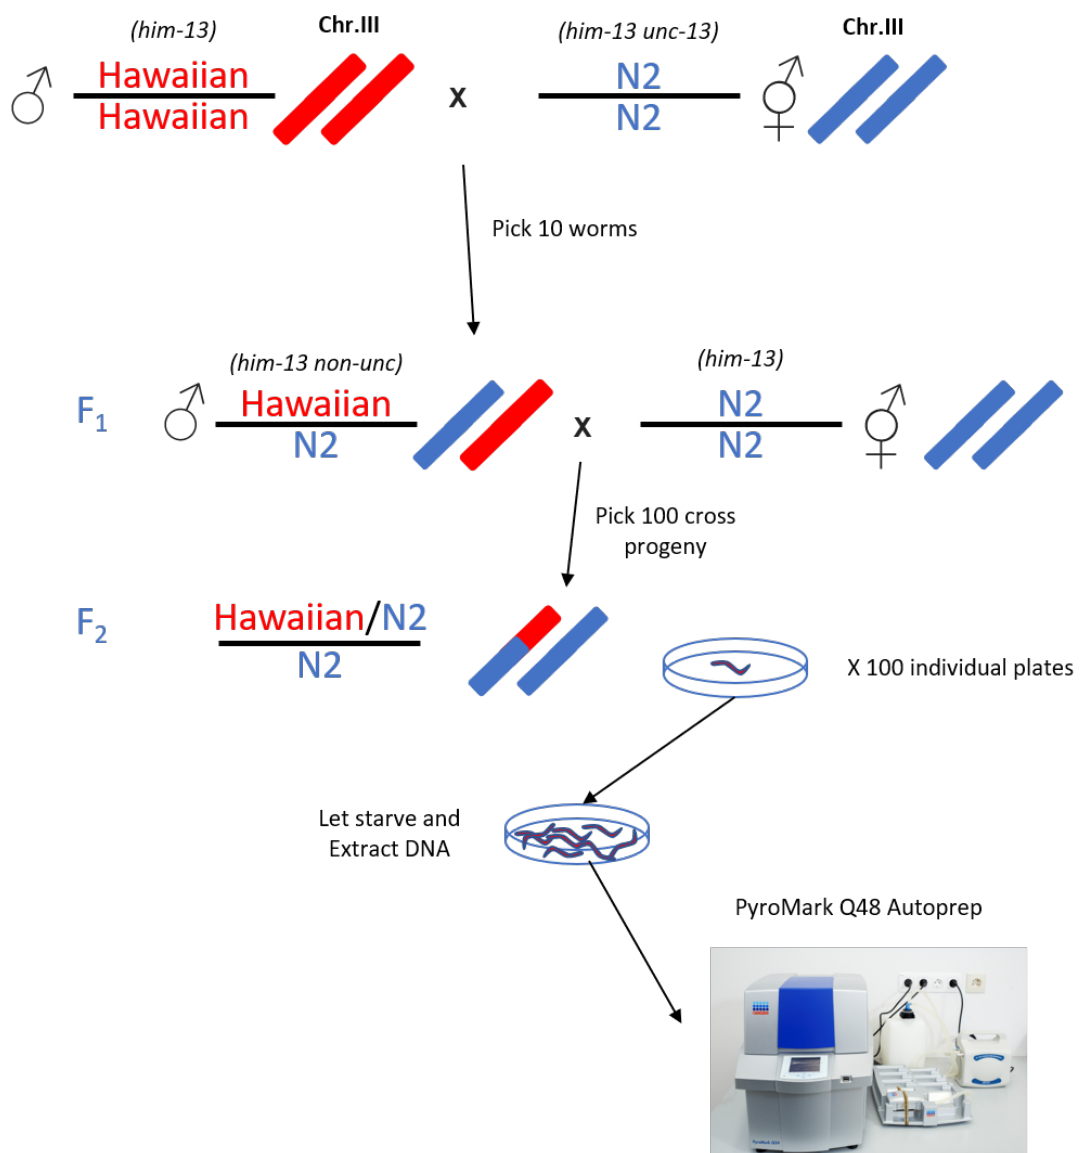 (him-13)
Chr.III
(him-13 unc-13)
Chr.III
Hawaiian
Hawaiian
X
N2
N2
Pick 10 worms
(him-13 non-unc)
(him-13)
F1
Hawaiian
N2
X
N2
N2
Pick 100 cross
progeny
F2
Hawaiian/N2
N2
X 100 individual plates
Let starve and
Extract DNA
PyroMark Q48 Autoprep